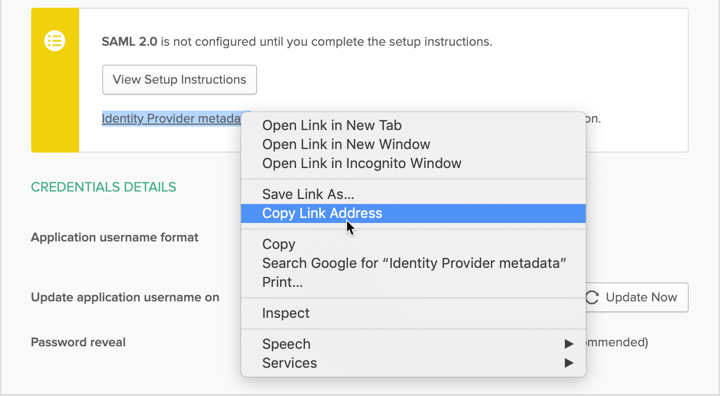 SAML 2.0 is not configured until you complete the setup instructions.
View Setup Instructions
Identity Provider metada on.
Open Link in New Tab
Open Link in New Window
Open Link in Incognito Window
Save Link As...
Copy Link Address
CREDENTIALS DETAILS
Application username format
Copy
Search Google for “Identity Provider metadata”
Print...
Update application username on
Update Now
Inspect
Password reveal
Speech
mmended)
Services